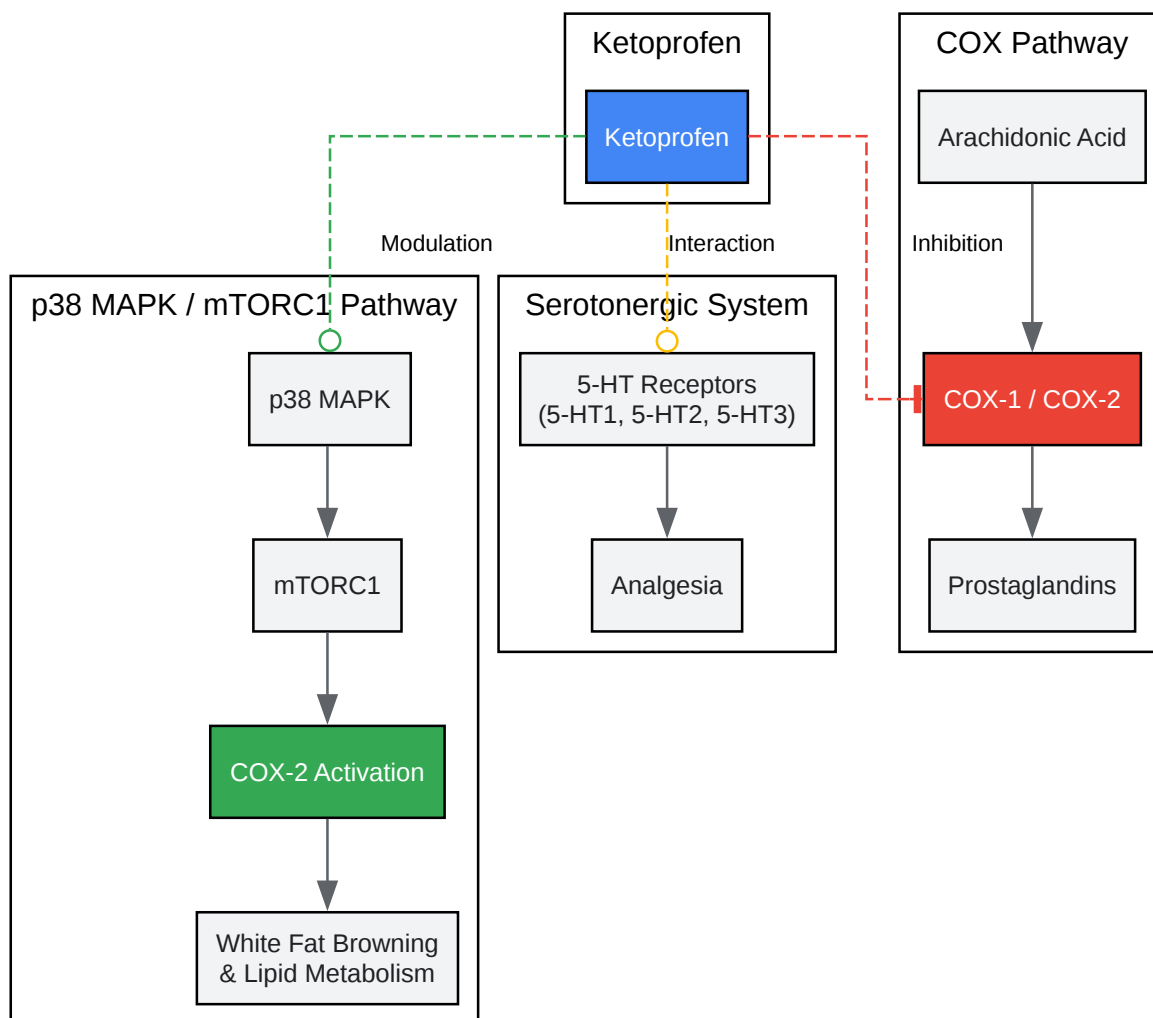 Ketoprofen
COX Pathway
Ketoprofen
Arachidonic Acid
Modulation
Interaction
Inhibition
p38 MAPK / mTORC1 Pathway
Serotonergic System
p38 MAPK
5-HT Receptors
(5-HT1, 5-HT2, 5-HT3)
COX-1 / COX-2
mTORC1
Analgesia
Prostaglandins
COX-2 Activation
White Fat Browning
& Lipid Metabolism